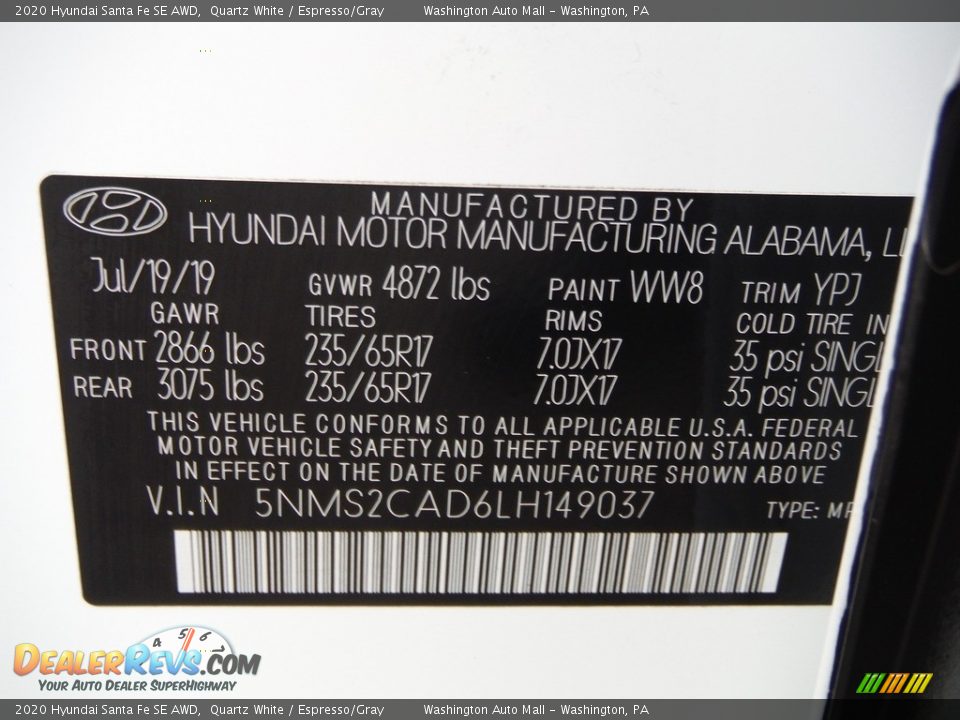 2020 Hyundai Santa Fe SE AWD, Quartz White / Espresso/Gray Washington Auto Mall - Washington, PA
MANUFACTURED BY
HYUNDAI MOTOR MANUFACTURING ALABAMA,
Jul/19/19 GVWR 4872 lbs PAINT WW8 TRIM YPJ
GAWR TIRES RIMS COLD TIRE IN
FRONT 2866 lbs 235/65R17 7.0JX17 35 psi SINGL
REAR 3075 lbs 235/65R17 7.0JX17 35 psi SINGL
THIS VEHICLE CONFORMS TO ALL APPLICABLE U.S.A. FEDERAL
MOTOR VEHICLE SAFETY AND THEFT PREVENTION STANDARDS
IN EFFECT ON THE DATE OF MANUFACTURE SHOWN ABOVE
V.I.N 5NMS2CAD6LH149037 TYPE: MP
4 5 6 7
DEALERREVS.COM
YOUR AUTO DEALER SUPERHIGHWAY
2020 Hyundai Santa Fe SE AWD, Quartz White / Espresso/Gray Washington Auto Mall - Washington, PA